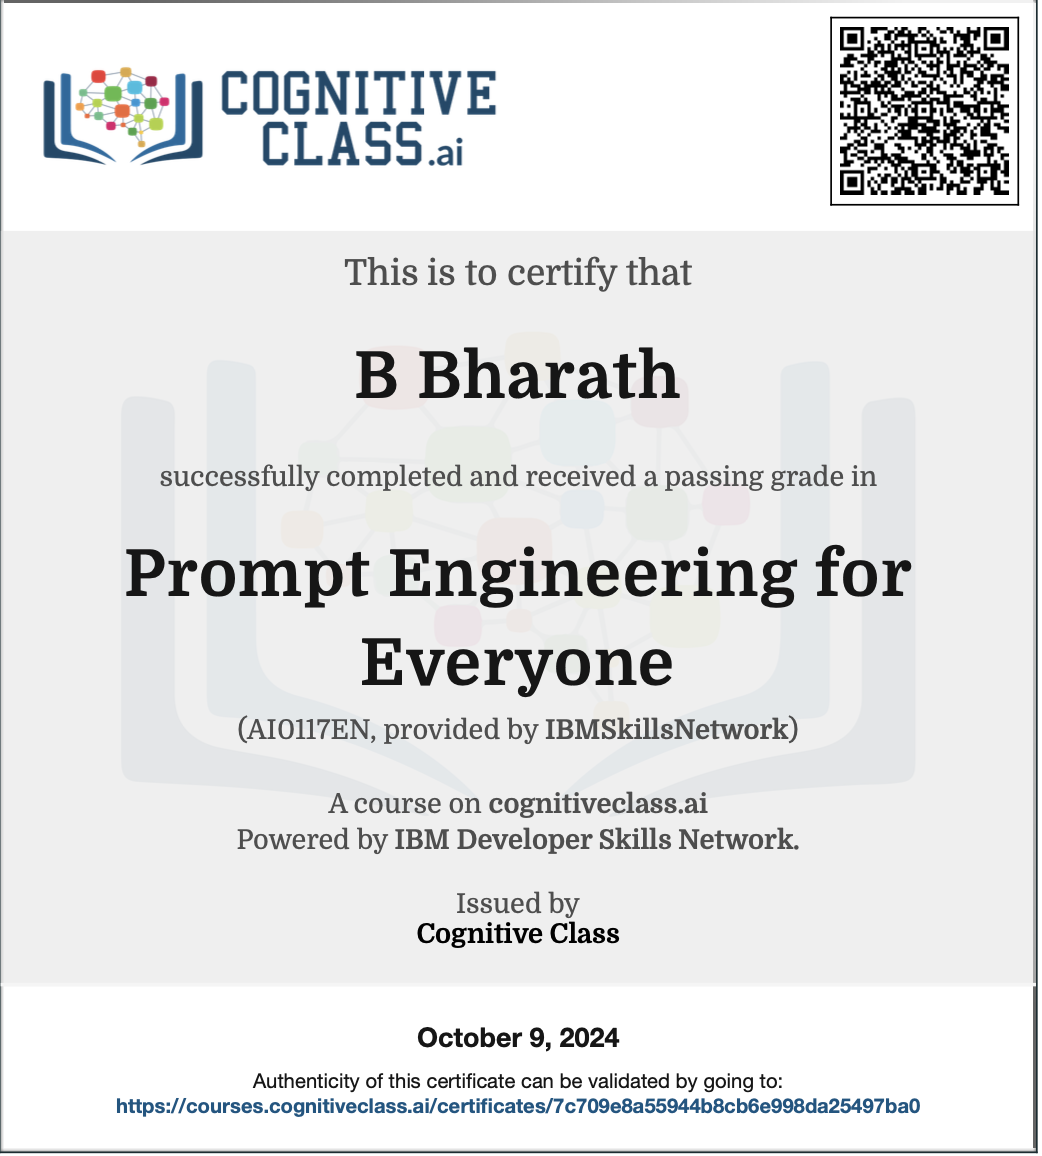 COGNITIVE
CLASS.ai
This is to certify that
B Bharath
successfully completed and received a passing grade in
Prompt Engineering for
Everyone
(AI0117EN, provided by IBMSkillsNetwork)
A course on cognitiveclass.ai
Powered by IBM Developer Skills Network.
Issued by
Cognitive Class
October 9, 2024
Authenticity of this certificate can be validated by going to:
https://courses.cognitiveclass.ai/certificates/7c709e8a55944b8cb6e998da25497ba0